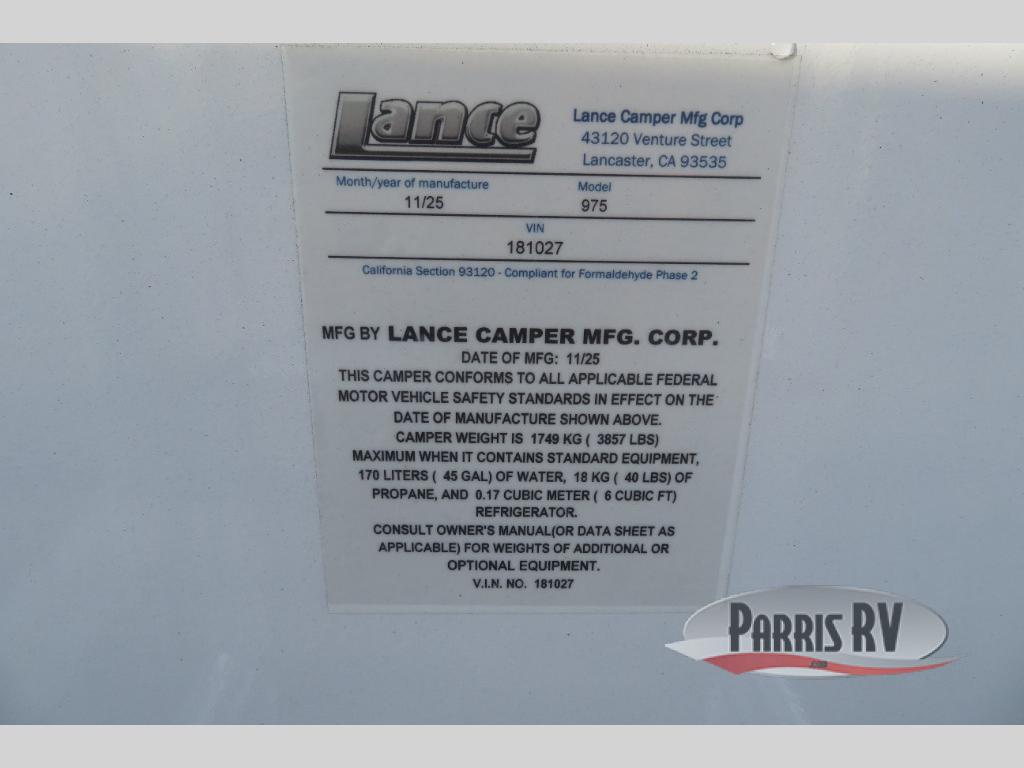 Lance
Lance Camper Mfg Corp
43120 Venture Street
Lancaster, CA 93535
Month/year of manufacture Model
11/25 975
VIN
181027
California Section 93120 - Compliant for Formaldehyde Phase 2
MFG BY LANCE CAMPER MFG. CORP.
DATE OF MFG: 11/25
THIS CAMPER CONFORMS TO ALL APPLICABLE FEDERAL
MOTOR VEHICLE SAFETY STANDARDS IN EFFECT ON THE
DATE OF MANUFACTURE SHOWN ABOVE.
CAMPER WEIGHT IS 1749 KG ( 3857 LBS)
MAXIMUM WHEN IT CONTAINS STANDARD EQUIPMENT,
170 LITERS ( 45 GAL) OF WATER, 18 KG ( 40 LBS) OF
PROPANE, AND 0.17 CUBIC METER ( 6 CUBIC FT)
REFRIGERATOR.
CONSULT OWNER'S MANUAL(OR DATA SHEET AS
APPLICABLE) FOR WEIGHTS OF ADDITIONAL OR
OPTIONAL EQUIPMENT.
V.I.N. NO. 181027
PARRIS RV
.com